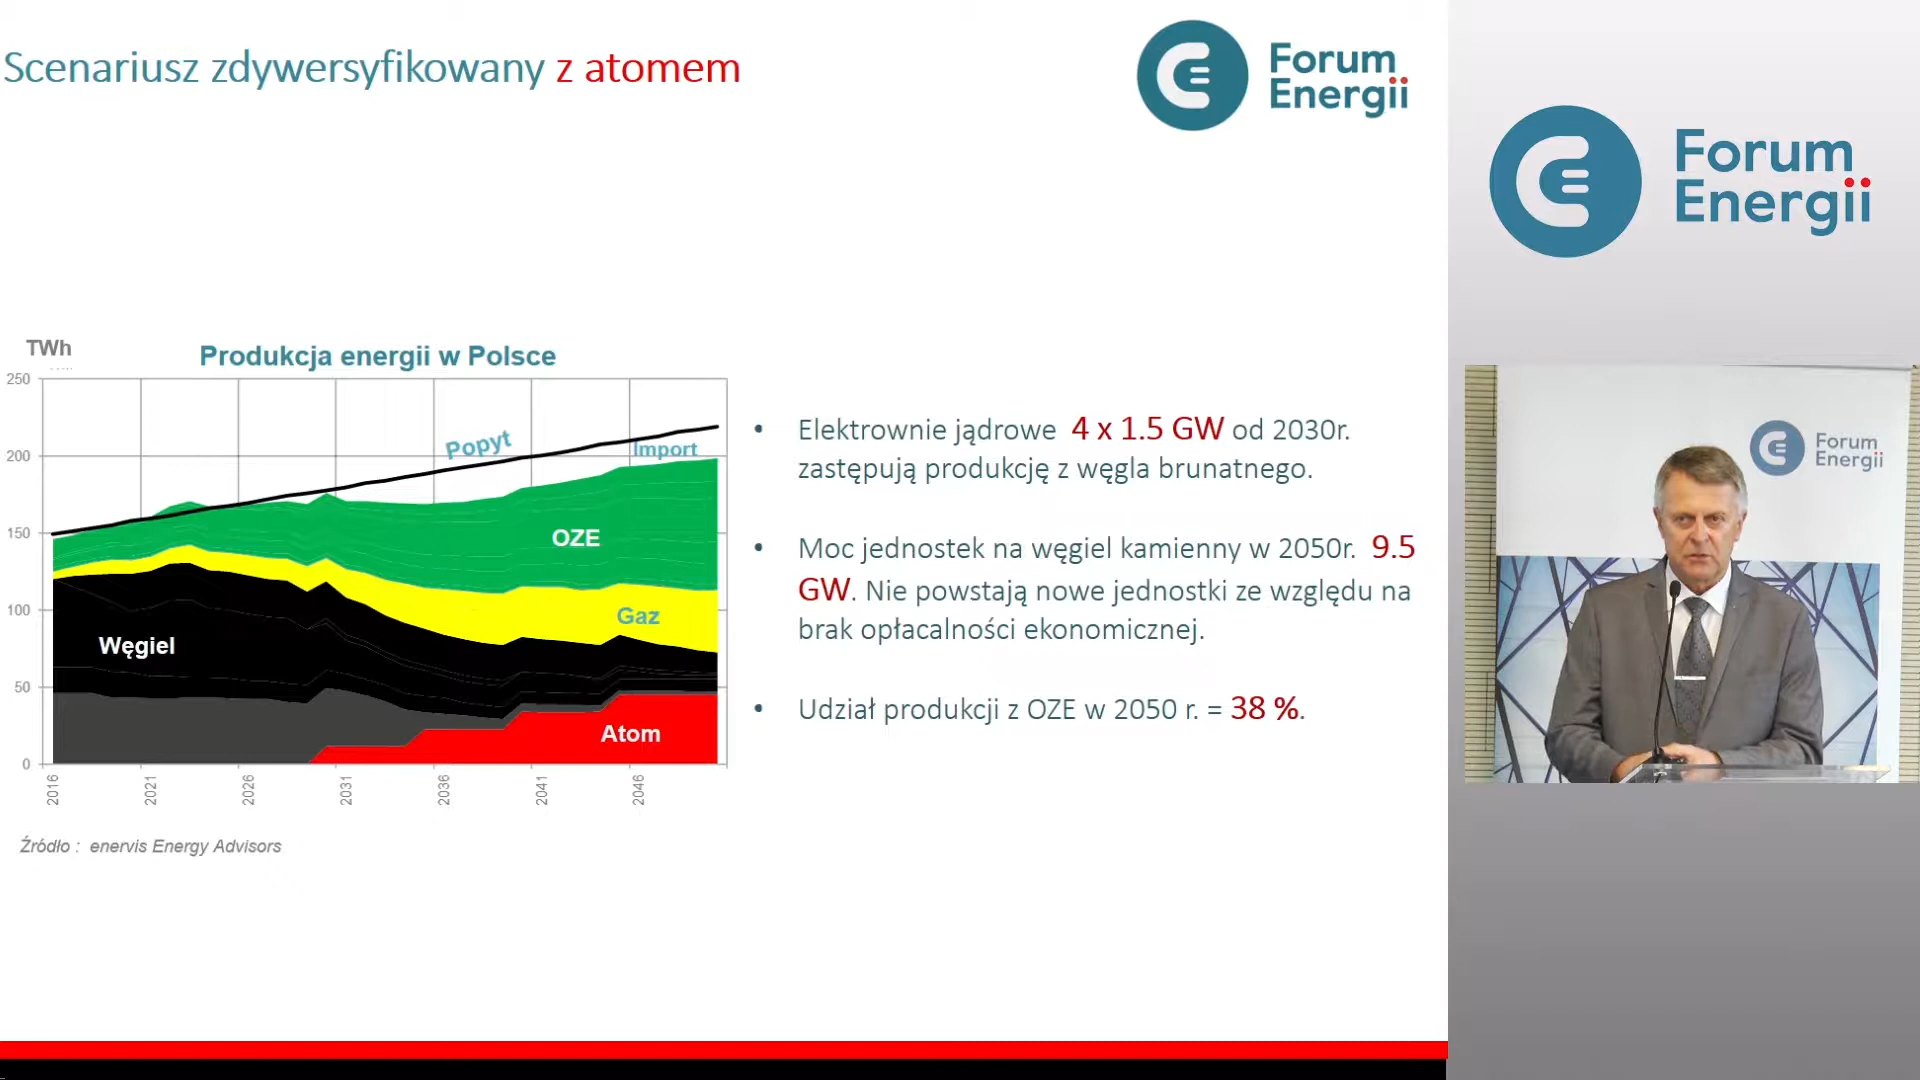 Scenariusz zdywersyfikowany z atomem
Forum
Energii
TWh
Produkcja energii w Polsce
250
200
150
100
50
0
Popyt
Import
OZE
Gaz
Węgiel
Atom
2016
2021
2026
2031
2036
2041
2046
Źródło : enervis Energy Advisors
• Elektrownie jądrowe 4 x 1.5 GW od 2030r.
zastępują produkcję z węgla brunatnego.
• Moc jednostek na węgiel kamienny w 2050r. 9.5
GW. Nie powstają nowe jednostki ze względu na
brak opłacalności ekonomicznej.
• Udział produkcji z OZE w 2050 r. = 38 %.
Forum
Energii
Forum
Energii